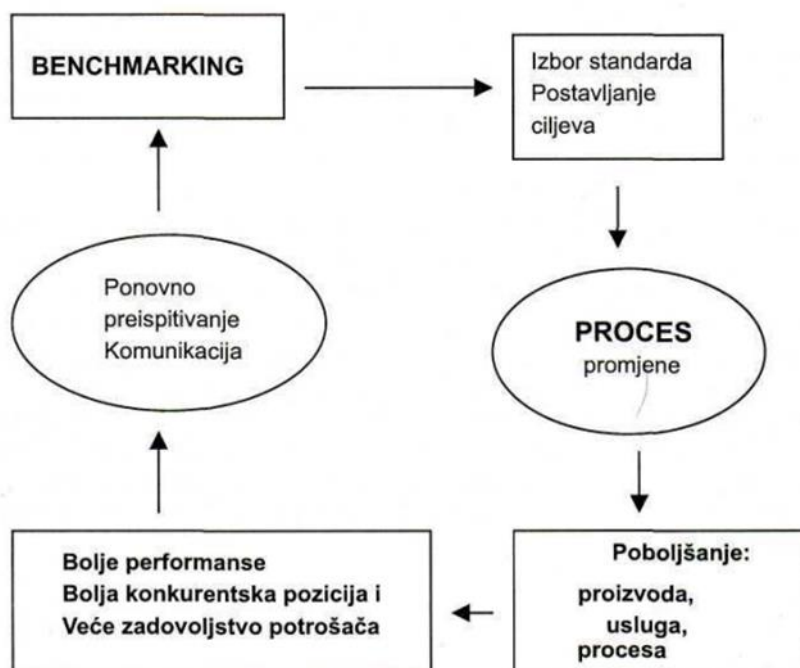 BENCHMARKING
Izbor standarda
Postavljanje
ciljeva
PROCES
promjene
Poboljšanje:
proizvoda,
usluga,
procesa
Bolje performanse
Bolja konkurentska pozicija i
Veće zadovoljstvo potrošača
Ponovno
preispitivanje
Komunikacija